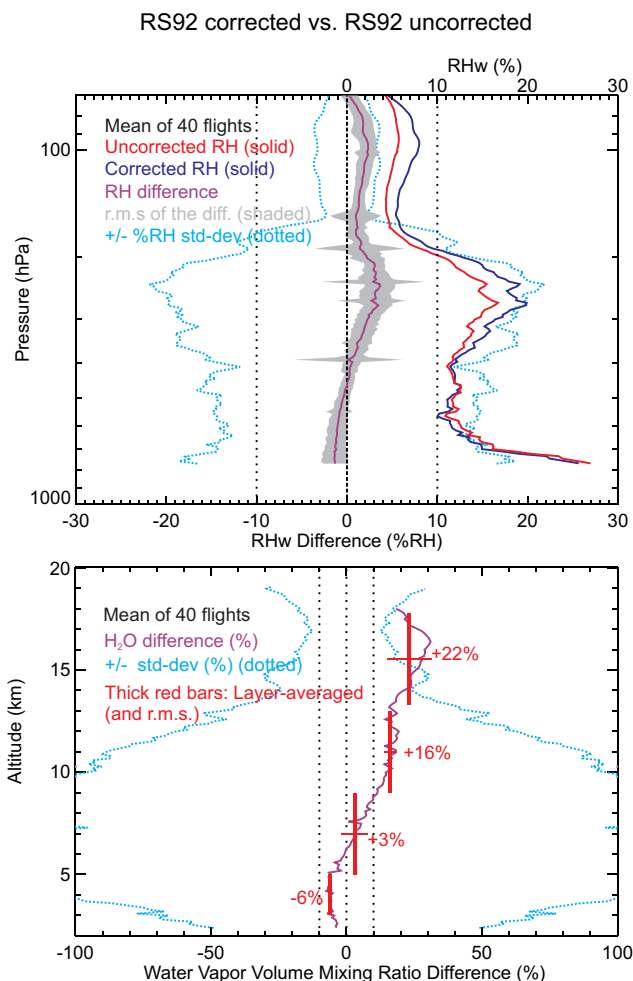 RS92 corrected vs. RS92 uncorrected
RHw (%)
0 10 20 30
Mean of 40 flights
Uncorrected RH (solid)
Corrected RH (solid)
RH difference
r.m.s of the diff. (shaded)
+/- %RH std-dev (dotted)
100
1000
Pressure (hPa)
-30 -20 -10 0 10 20 30
RHw Difference (%RH)
20
15
10
5
Altitude (km)
Mean of 40 flights
H₂O difference (%)
+/- std-dev (%) (dotted)
Thick red bars: Layer-averaged
(and r.m.s.)
+22%
+16%
+3%
-6%
-100 -50 0 50 100
Water Vapor Volume Mixing Ratio Difference (%)